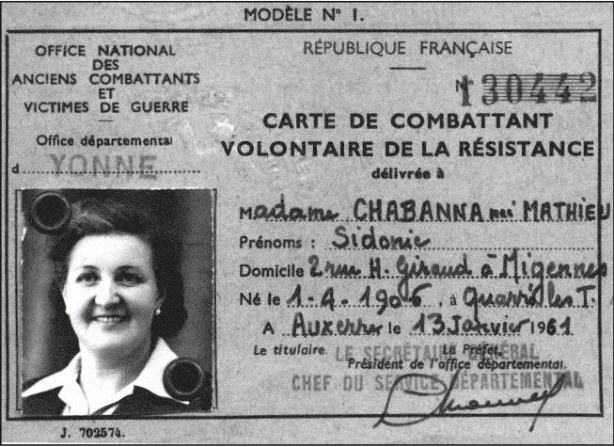 MODÈLE N° 1.
OFFICE NATIONAL
DES
ANCIENS COMBATTANTS
ET
VICTIMES DE GUERRE
Office départemental
d YONNE
RÉPUBLIQUE FRANÇAISE
N° 130442
CARTE DE COMBATTANT
VOLONTAIRE DE LA RÉSISTANCE
délivrée à
Madame CHABANNA née MATHIEU
Prénoms : Sidonie
Domicile 2 rue H. Giraud à Migennes
Né le 1-4-1906, à Quarré les T.
A Auxerre le 13 Janvier 1961
Le titulaire. Le Préfet,
LE SECRÉTAIRE GÉNÉRAL
Président de l'office départemental.
CHEF DU SERVICE DÉPARTEMENTAL
J. 702574.